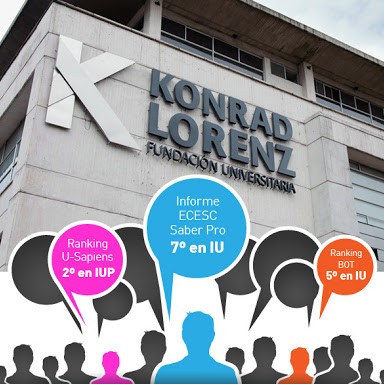 KONRAD
LORENZ
FUNDACIÓN UNIVERSITARIA
Informe
ECESC
Saber Pro
7º en IU
Ranking
U-Sapiens
2º en IUP
Ranking
BOT
5º en IU